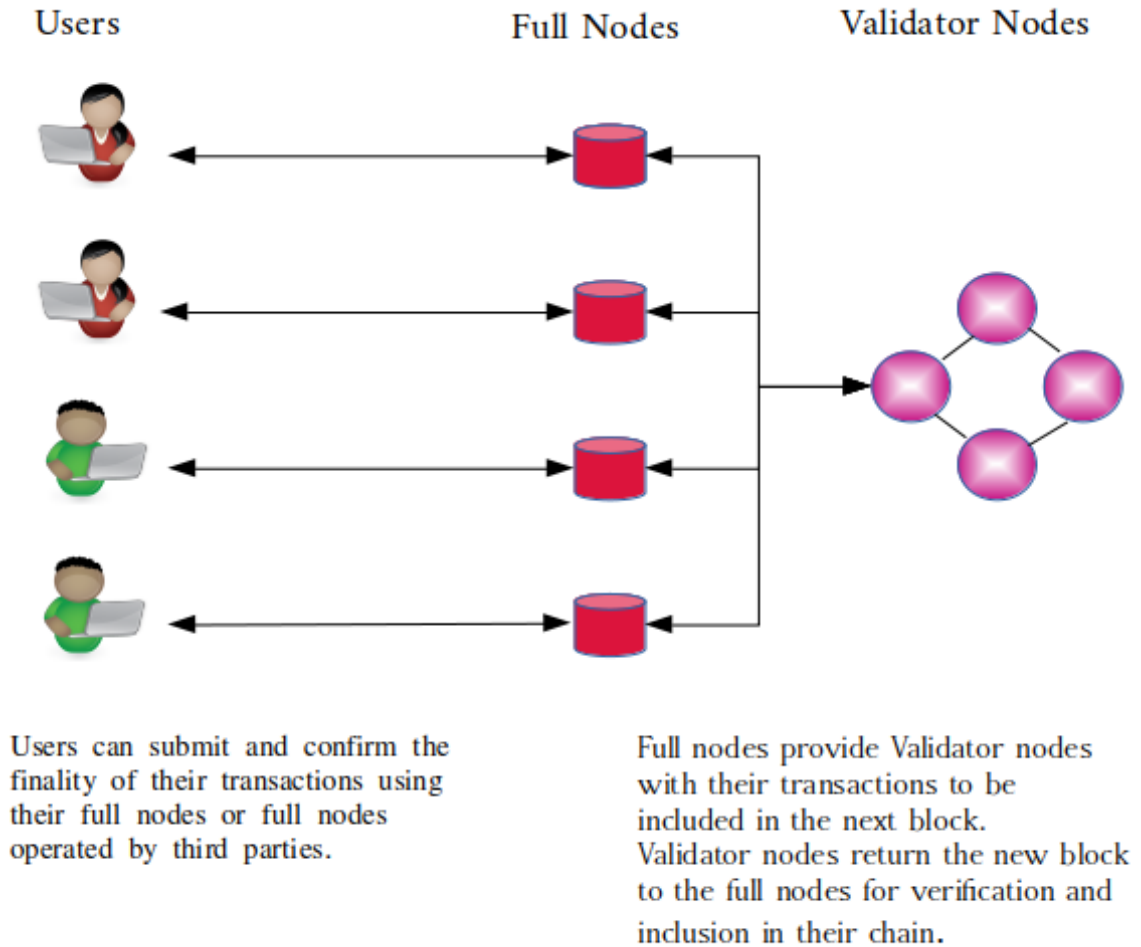 Users
Full Nodes
Validator Nodes
Users can submit and confirm the
finality of their transactions using
their full nodes or full nodes
operated by third parties.
Full nodes provide Validator nodes
with their transactions to be
included in the next block.
Validator nodes return the new block
to the full nodes for verification and
inclusion in their chain.